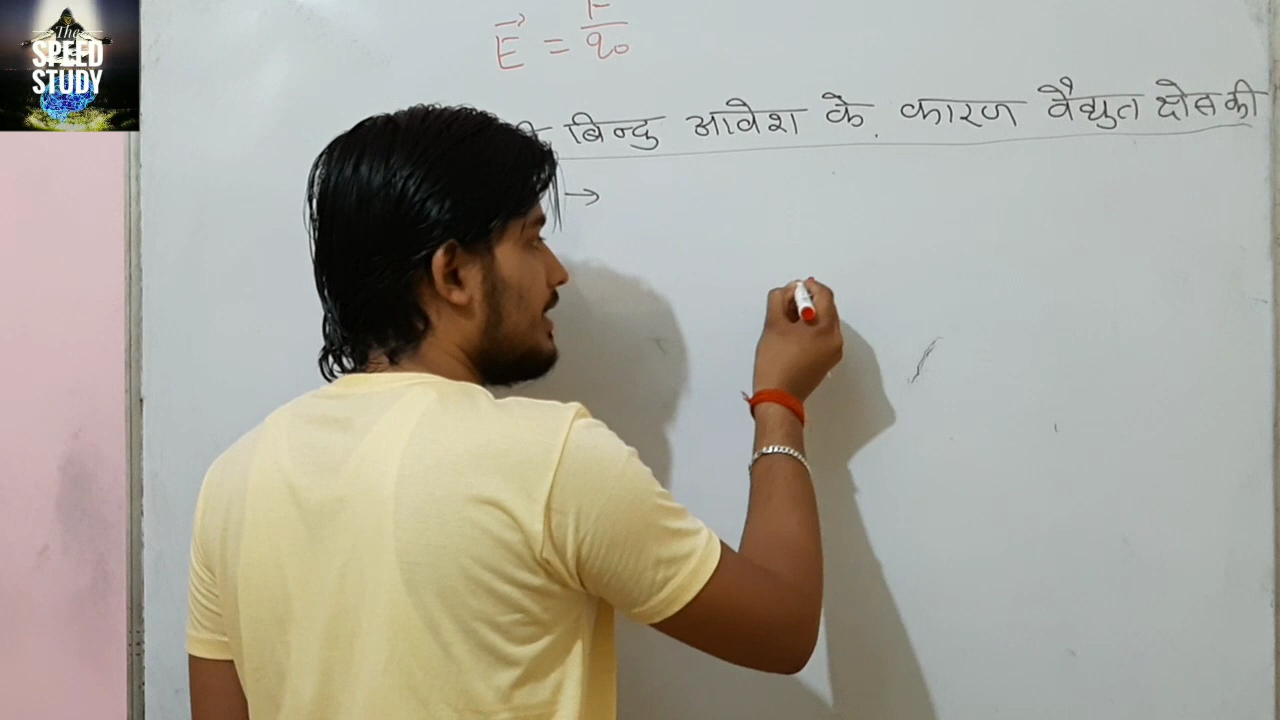 The
SPEED
STUDY
E→ = F/q₀
बिन्दु आवेश के कारण वैद्युत क्षेत्र की
→